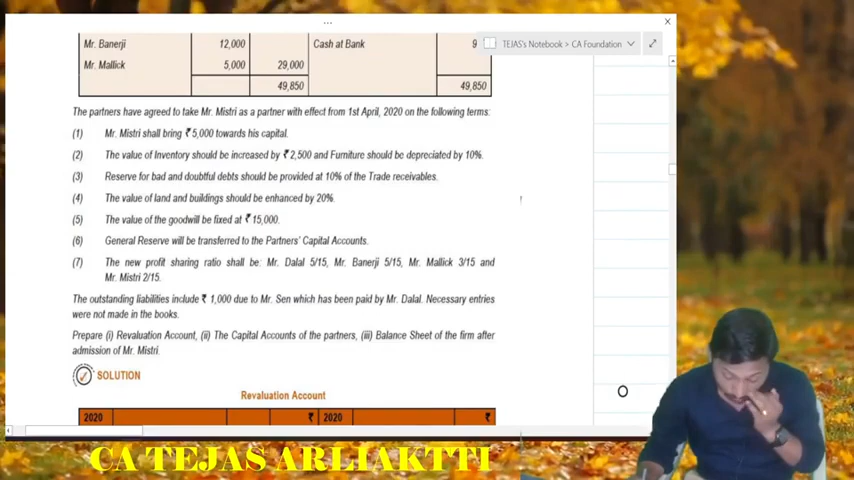 ...
Mr. Banerji 12,000 Cash at Bank 9
TEJAS's Notebook > CA Foundation
Mr. Mallick 5,000 29,000
49,850 49,850
The partners have agreed to take Mr. Mistri as a partner with effect from 1st April, 2020 on the following terms:
(1) Mr. Mistri shall bring ₹ 5,000 towards his capital.
(2) The value of Inventory should be increased by ₹ 2,500 and Furniture should be depreciated by 10%.
(3) Reserve for bad and doubtful debts should be provided at 10% of the Trade receivables.
(4) The value of land and buildings should be enhanced by 20%.
(5) The value of the goodwill be fixed at ₹ 15,000.
(6) General Reserve will be transferred to the Partners' Capital Accounts.
(7) The new profit sharing ratio shall be: Mr. Dalal 5/15, Mr. Banerji 5/15, Mr. Mallick 3/15 and
Mr. Mistri 2/15.
The outstanding liabilities include ₹ 1,000 due to Mr. Sen which has been paid by Mr. Dalal. Necessary entries
were not made in the books.
Prepare (i) Revaluation Account, (ii) The Capital Accounts of the partners, (iii) Balance Sheet of the firm after
admission of Mr. Mistri.
SOLUTION
Revaluation Account
2020 ₹ 2020 ₹
CA TEJAS ARLIAKTTI